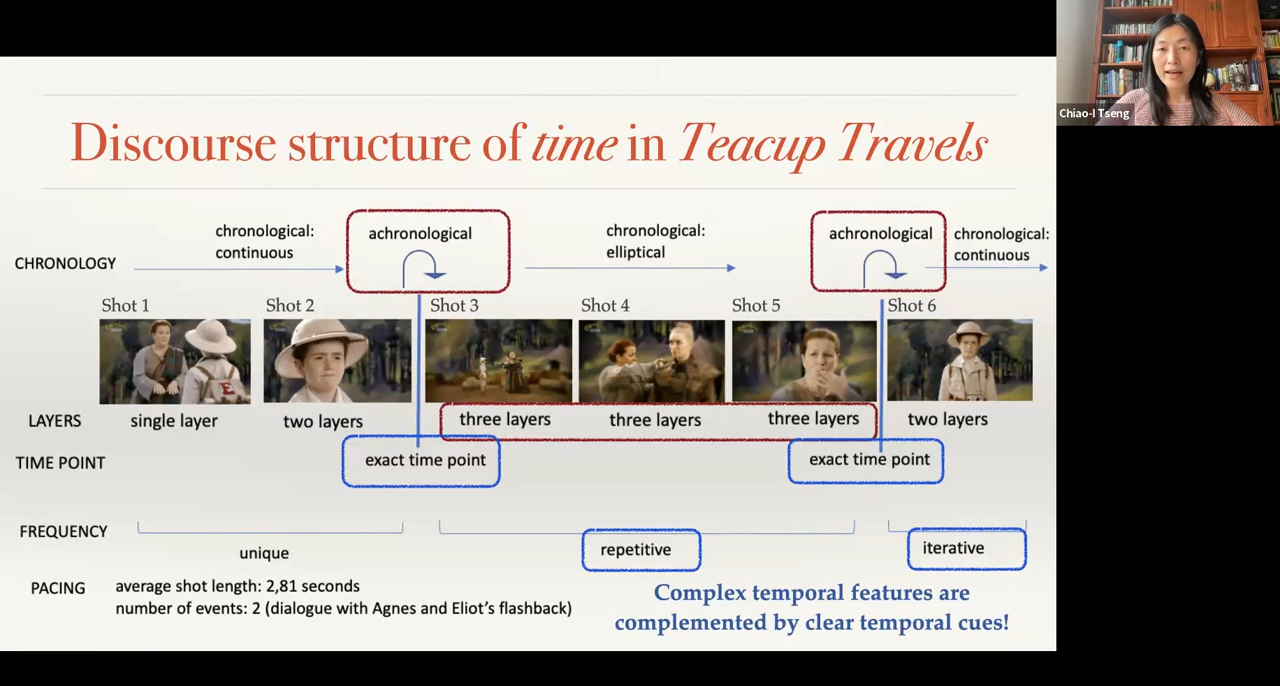 Chiao-I Tseng
Discourse structure of time in Teacup Travels
CHRONOLOGY
chronological:
continuous
achronological
chronological:
elliptical
achronological
chronological:
continuous
Shot 1
Shot 2
Shot 3
Shot 4
Shot 5
Shot 6
E
LAYERS
single layer
two layers
three layers
three layers
three layers
two layers
TIME POINT
exact time point
exact time point
FREQUENCY
unique
repetitive
iterative
PACING
average shot length: 2,81 seconds
number of events: 2 (dialogue with Agnes and Eliot's flashback)
Complex temporal features are
complemented by clear temporal cues!